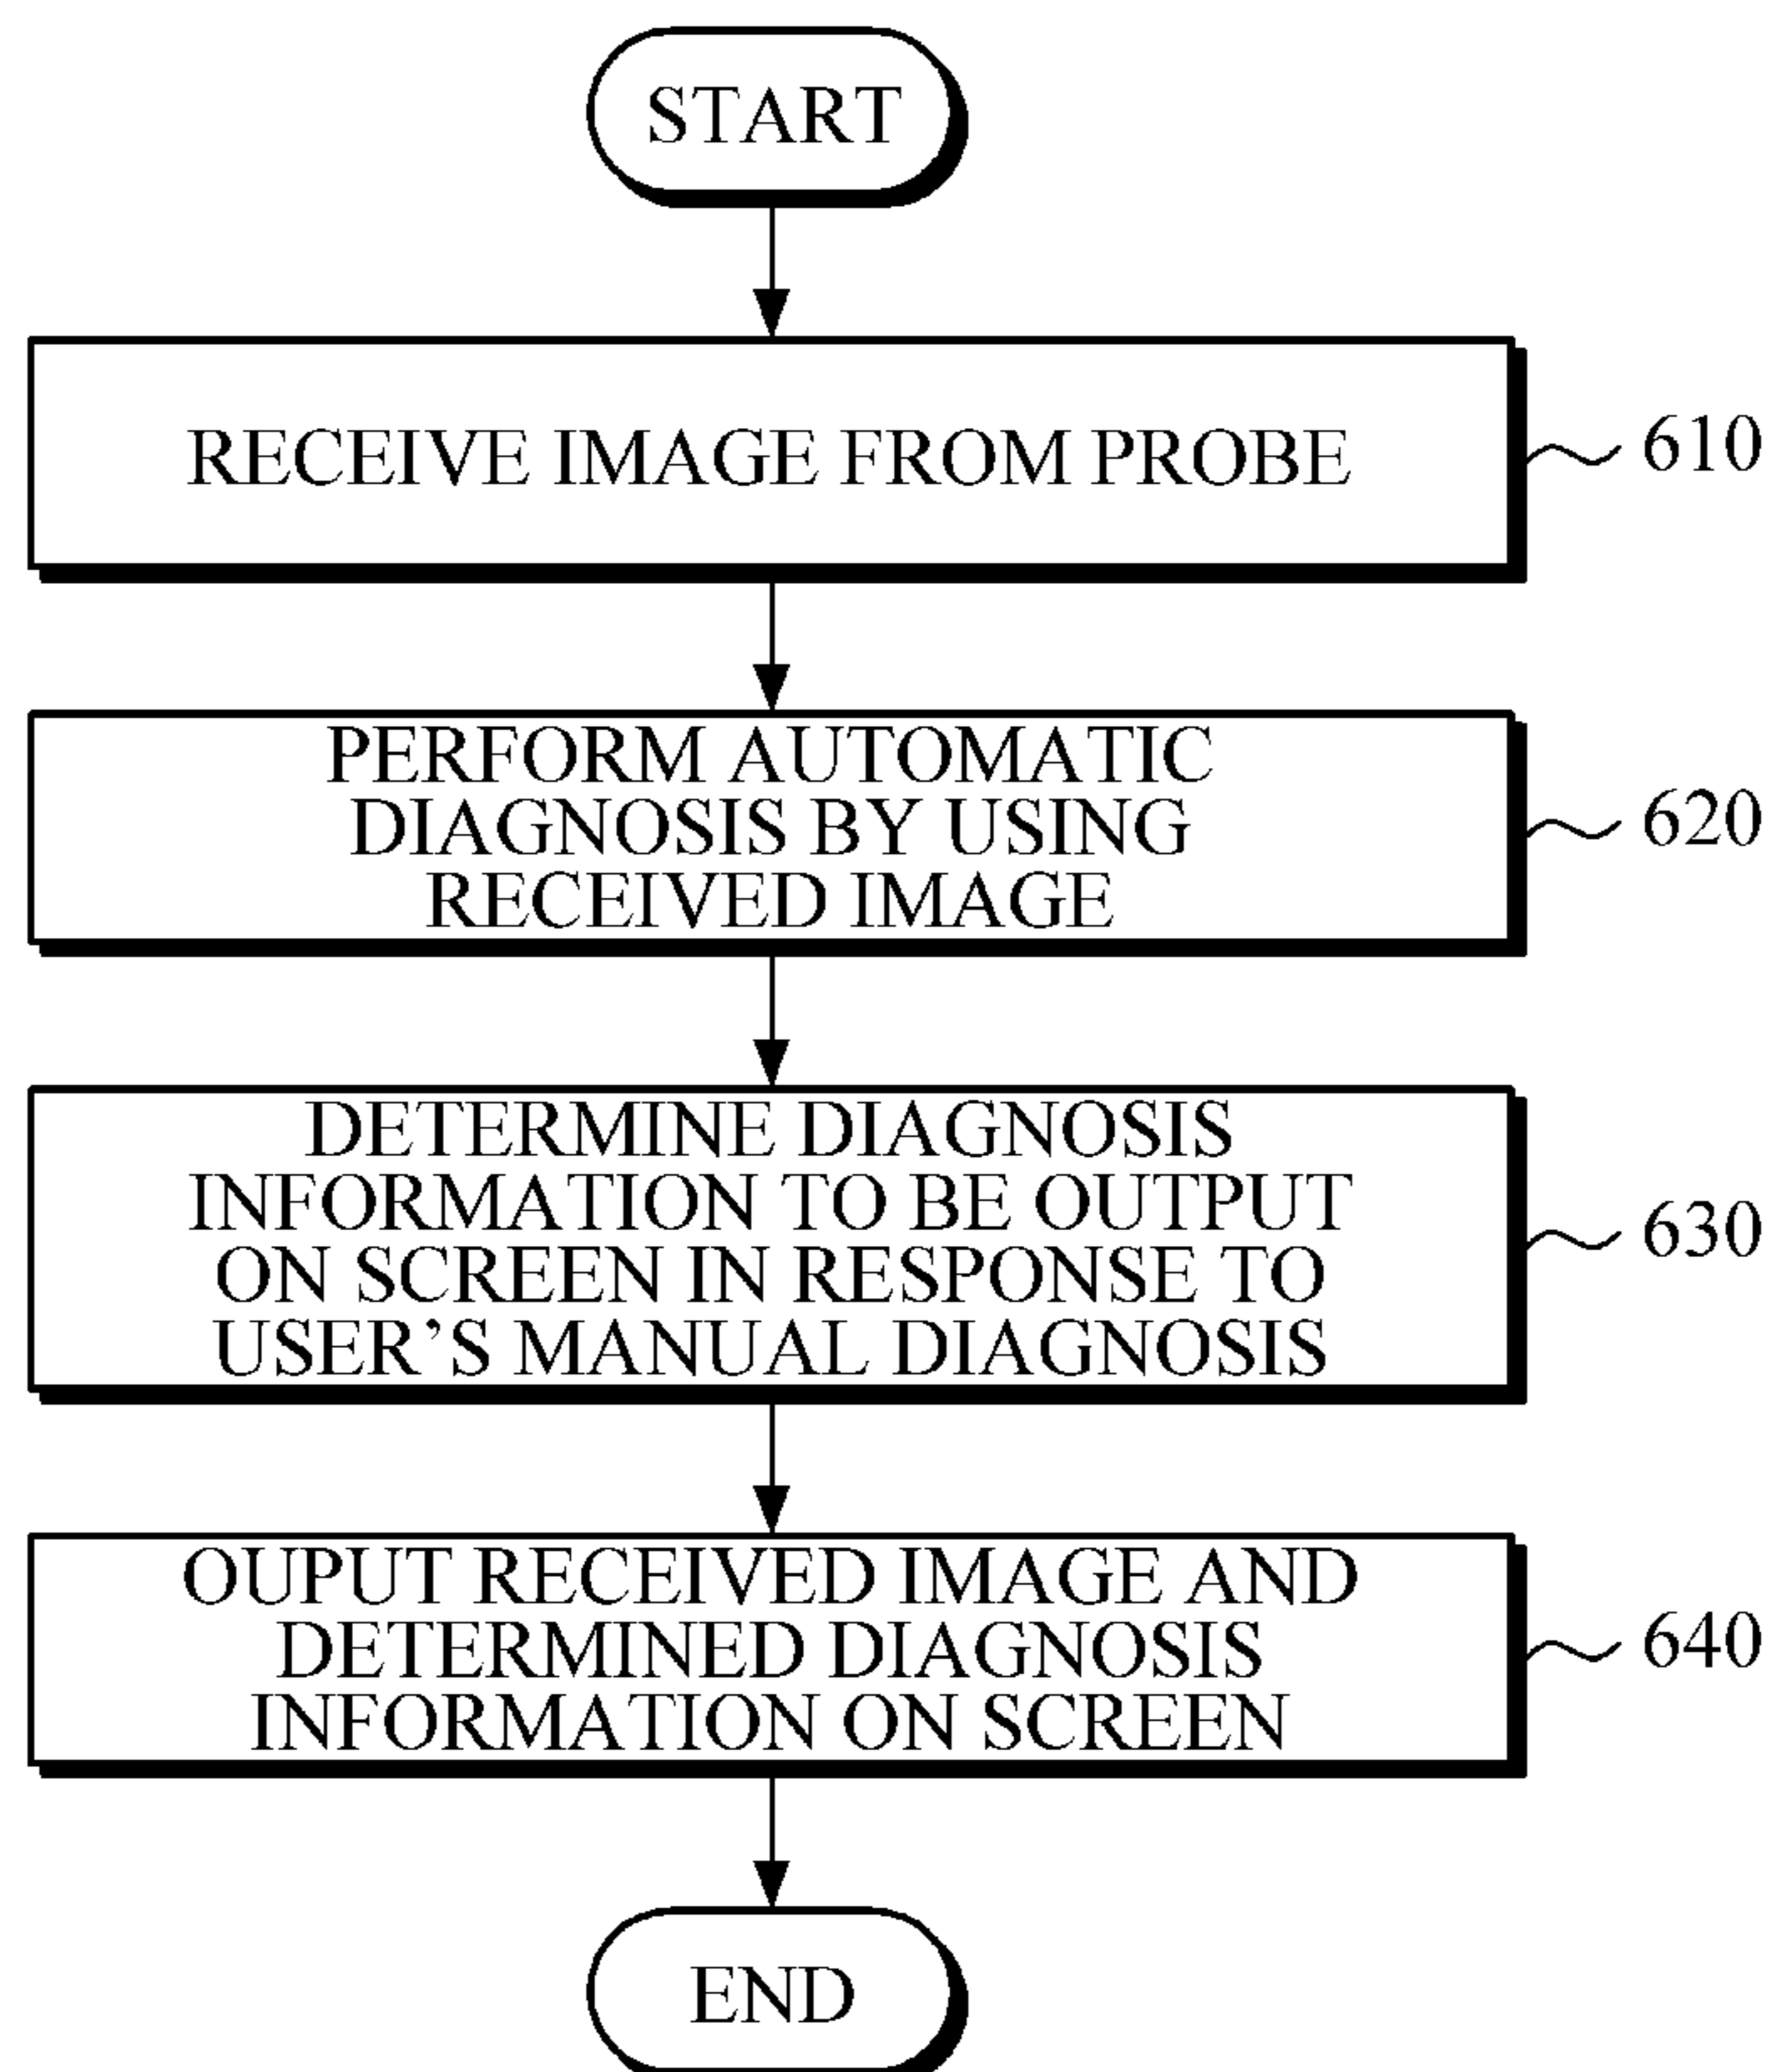 START
RECEIVE IMAGE FROM PROBE
610
PERFORM AUTOMATIC
DIAGNOSIS BY USING
RECEIVED IMAGE
620
DETERMINE DIAGNOSIS
INFORMATION TO BE OUTPUT
ON SCREEN IN RESPONSE TO
USER’S MANUAL DIAGNOSIS
630
OUPUT RECEIVED IMAGE AND
DETERMINED DIAGNOSIS
INFORMATION ON SCREEN
640
END